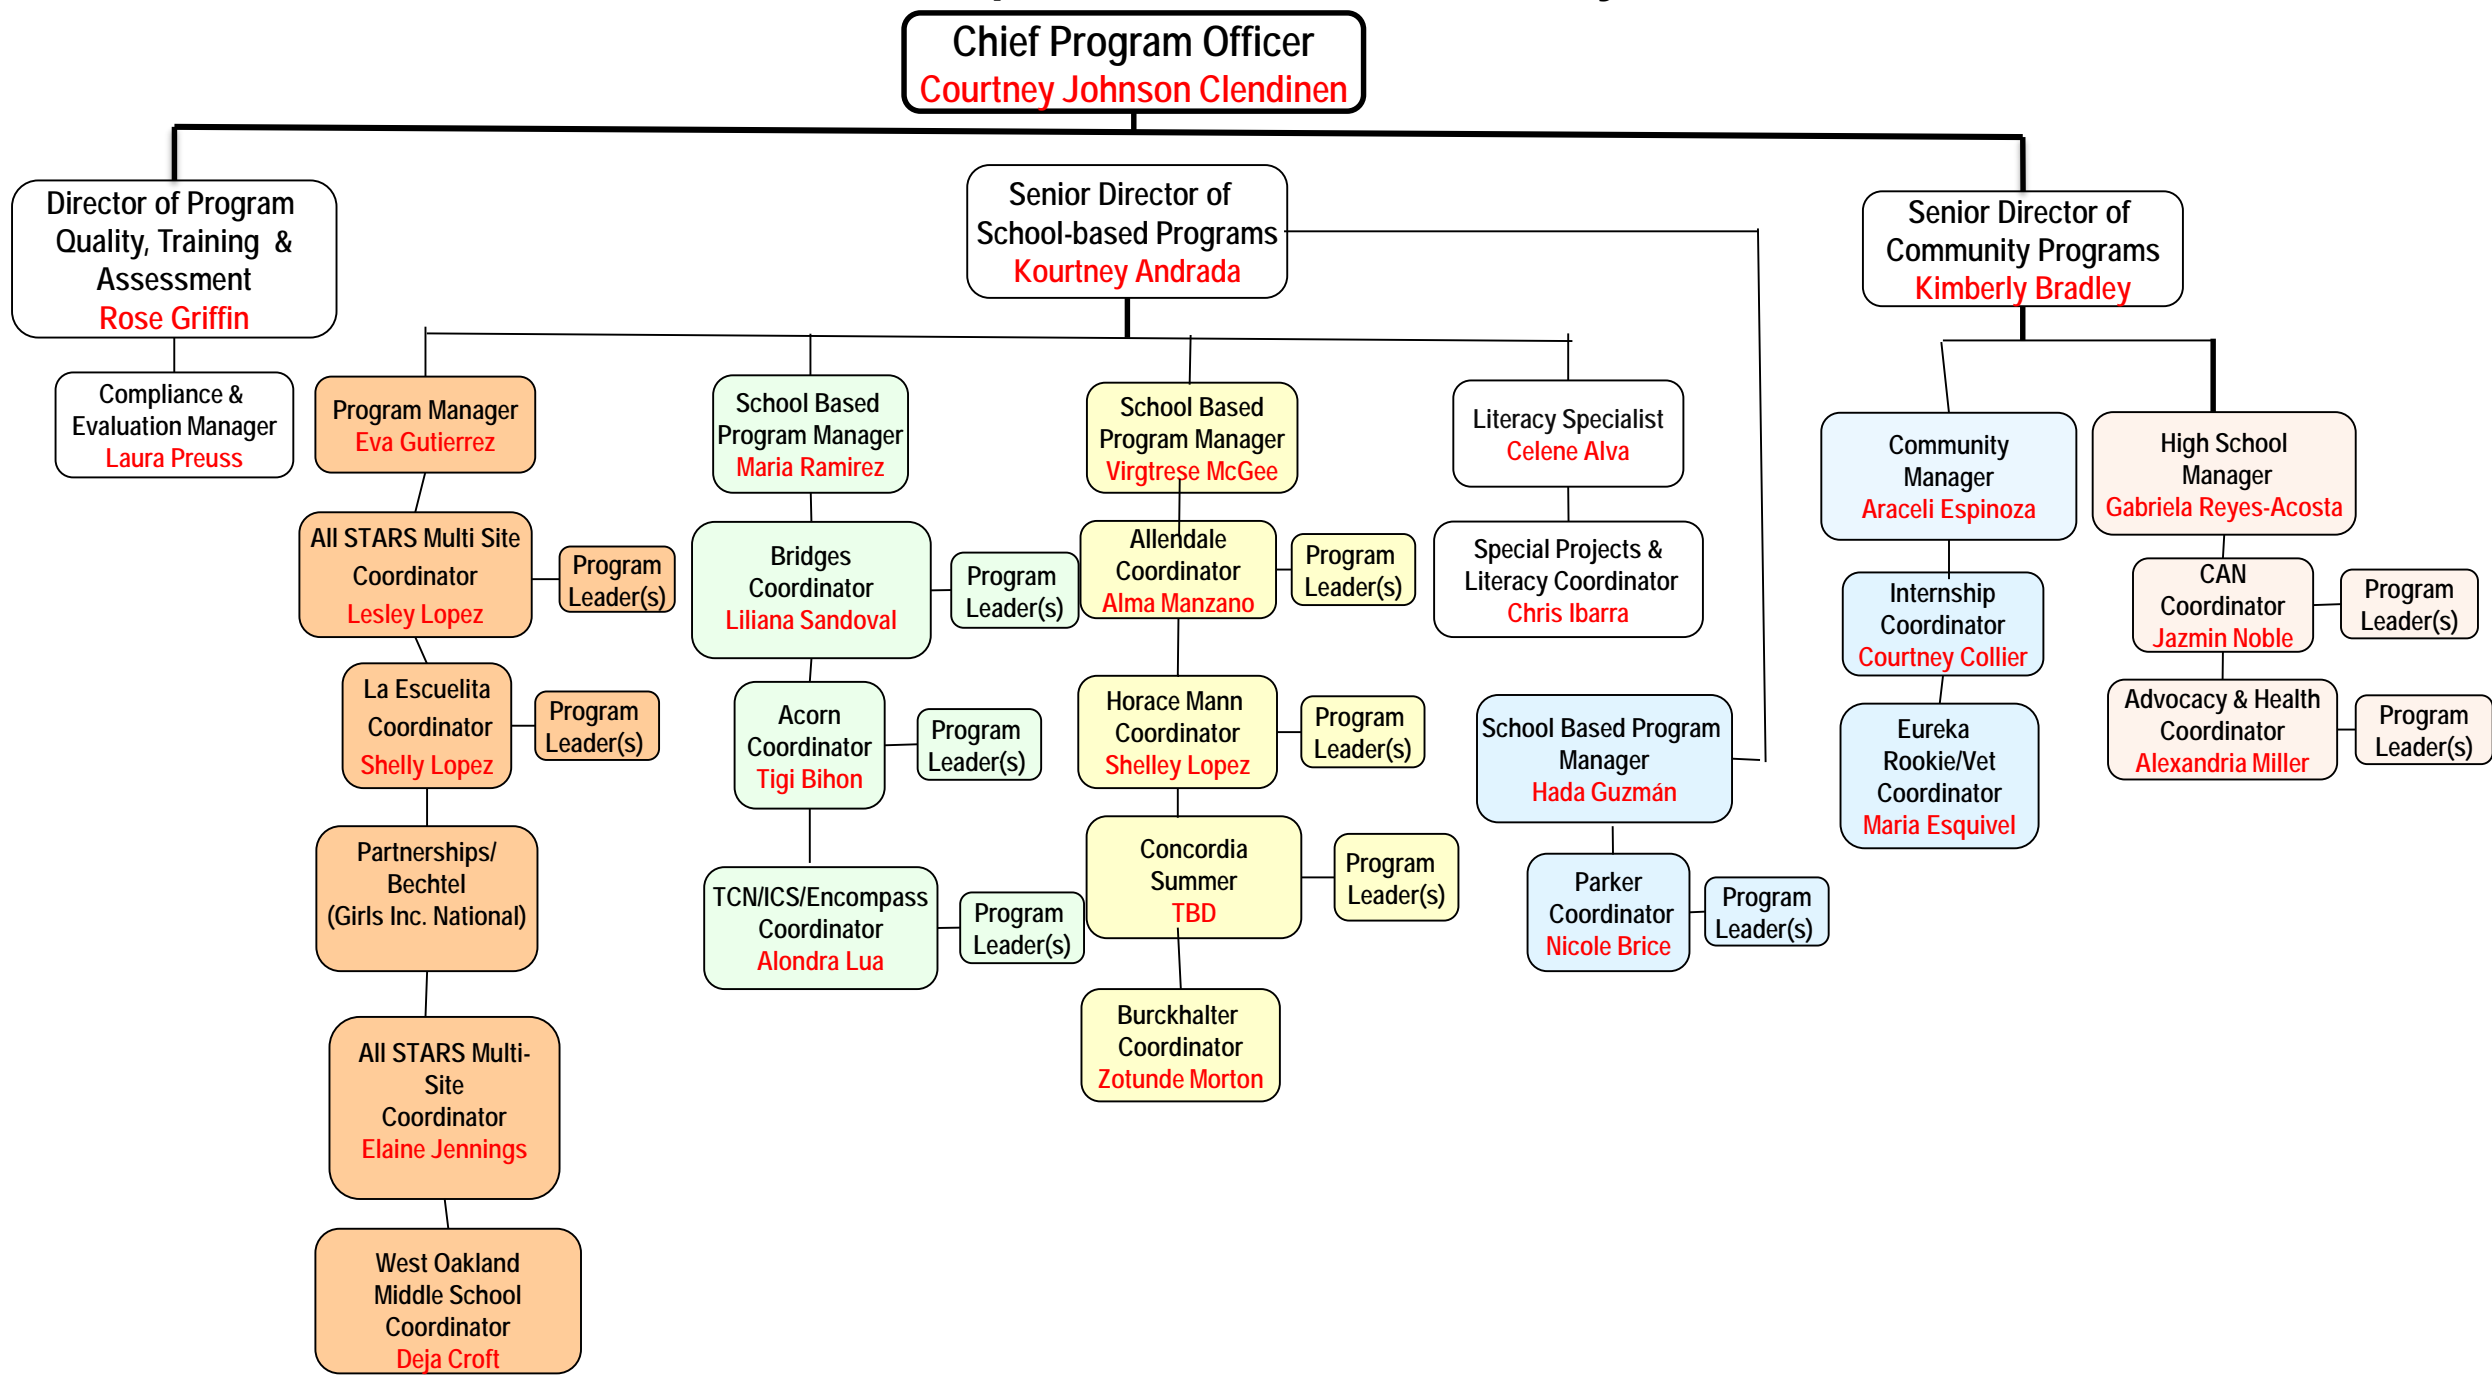 Chief Program Officer
Courtney Johnson Clendinen
Director of Program
Quality, Training &
Assessment
Rose Griffin
Senior Director of
School-based Programs
Kourtney Andrada
Senior Director of
Community Programs
Kimberly Bradley
Compliance &
Evaluation Manager
Laura Preuss
Program Manager
Eva Gutierrez
All STARS Multi Site
Coordinator
Lesley Lopez
Program
Leader(s)
La Escuelita
Coordinator
Shelly Lopez
Program
Leader(s)
Partnerships/
Bechtel
(Girls Inc. National)
All STARS Multi-
Site
Coordinator
Elaine Jennings
West Oakland
Middle School
Coordinator
Deja Croft
School Based
Program Manager
Maria Ramirez
Bridges
Coordinator
Liliana Sandoval
Program
Leader(s)
Acorn
Coordinator
Tigi Bihon
Program
Leader(s)
TCN/ICS/Encompass
Coordinator
Alondra Lua
Program
Leader(s)
School Based
Program Manager
Virgtrese McGee
Allendale
Coordinator
Alma Manzano
Program
Leader(s)
Horace Mann
Coordinator
Shelley Lopez
Program
Leader(s)
Concordia
Summer
TBD
Program
Leader(s)
Burckhalter
Coordinator
Zotunde Morton
Literacy Specialist
Celene Alva
Special Projects &
Literacy Coordinator
Chris Ibarra
School Based Program
Manager
Hada Guzmán
Parker
Coordinator
Nicole Brice
Program
Leader(s)
Community
Manager
Araceli Espinoza
Internship
Coordinator
Courtney Collier
Eureka
Rookie/Vet
Coordinator
Maria Esquivel
High School
Manager
Gabriela Reyes-Acosta
CAN
Coordinator
Jazmin Noble
Program
Leader(s)
Advocacy & Health
Coordinator
Alexandria Miller
Program
Leader(s)